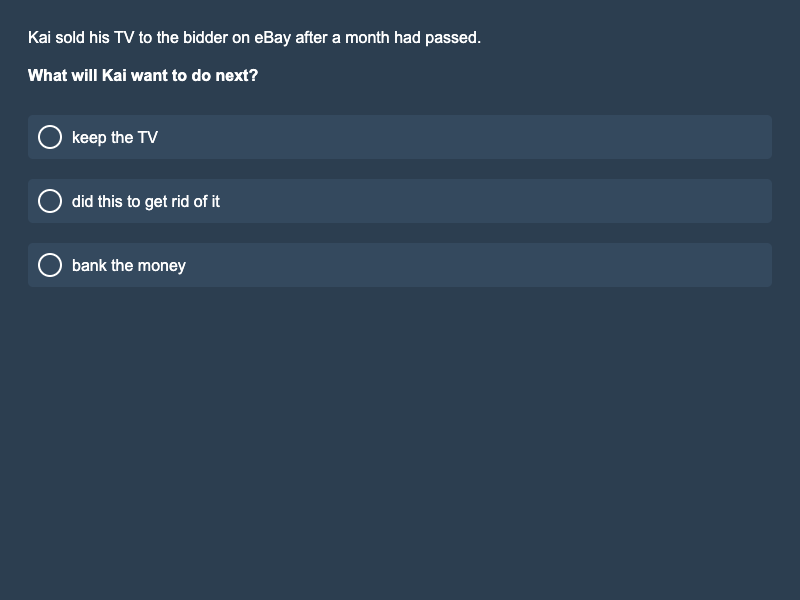 Kai sold his TV to the bidder on eBay after a month had passed.
What will Kai want to do next?
keep the TV
did this to get rid of it
bank the money